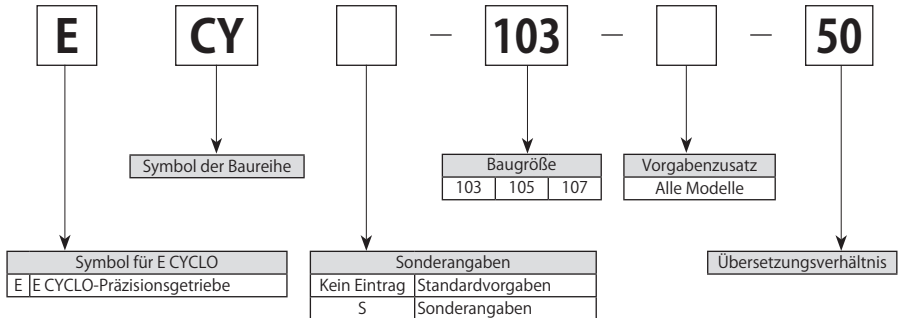 E CY – 103 – – 50
Symbol der Baureihe
Baugröße
103 105 107
Vorgabenzusatz
Alle Modelle
Symbol für E CYCLO
E E CYCLO-Präzisionsgetriebe
Sonderangaben
Kein Eintrag Standardvorgaben
S Sonderangaben
Übersetzungsverhältnis